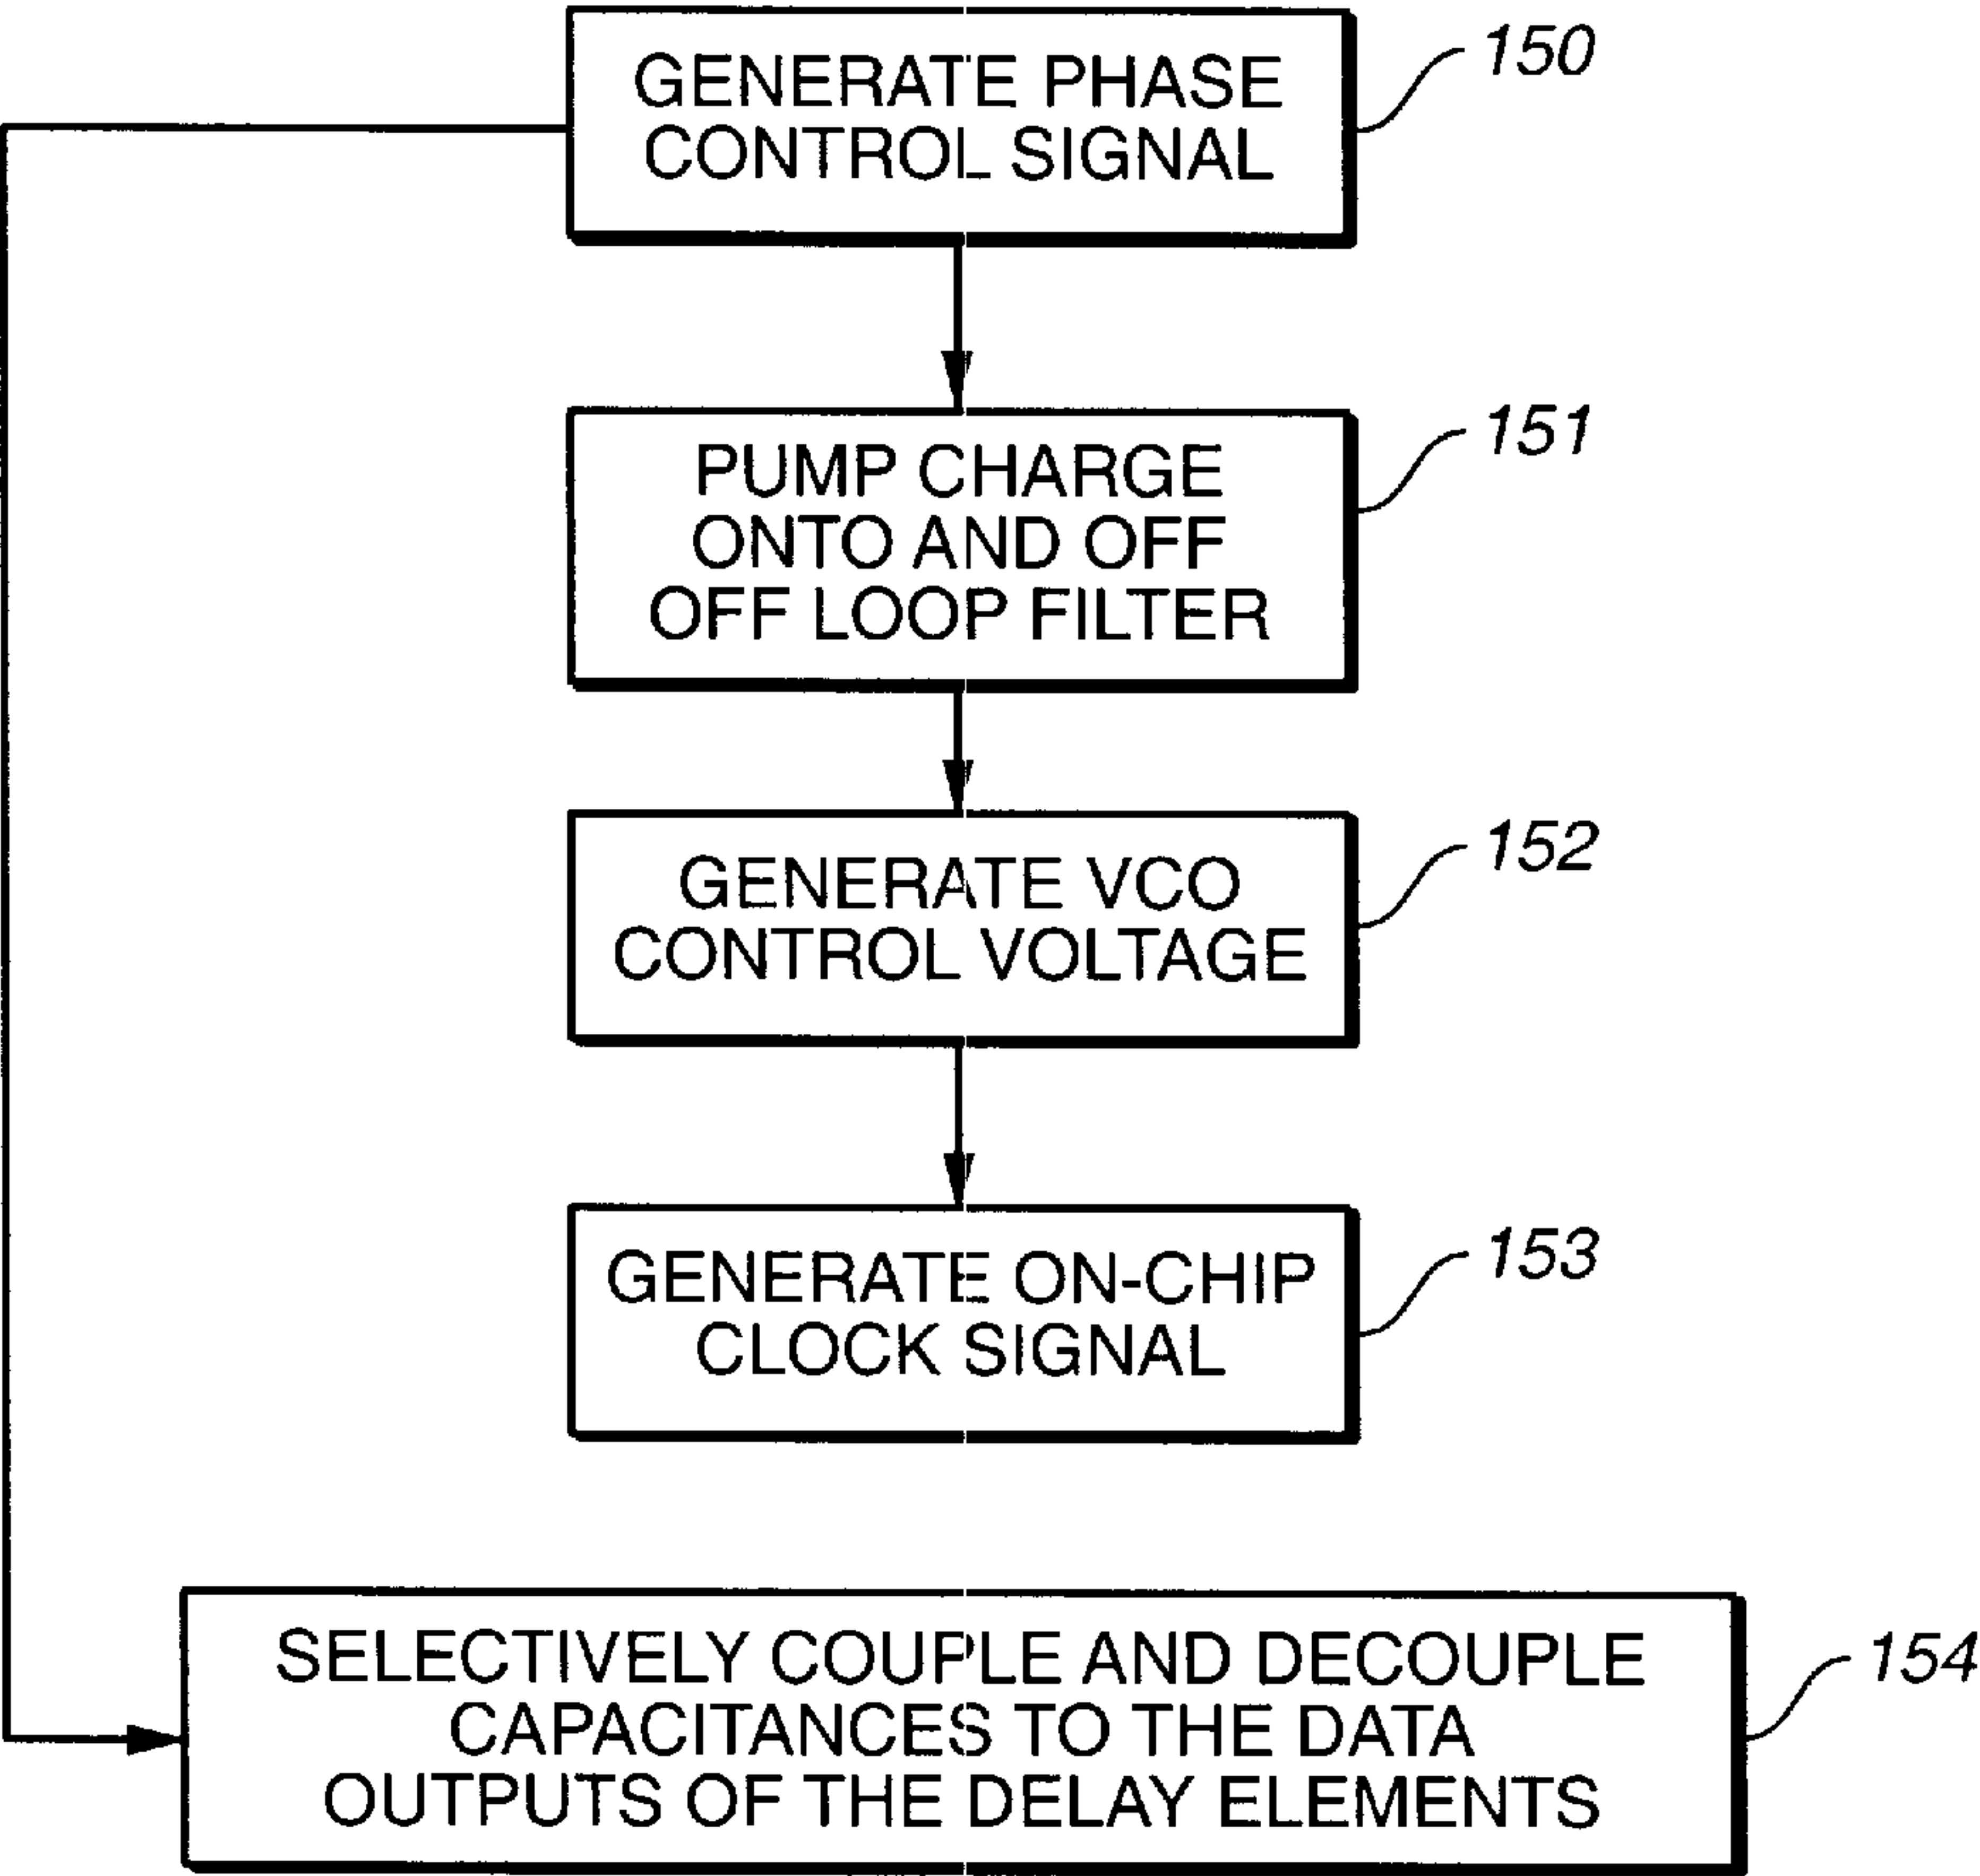 GENERATE PHASE
CONTROL SIGNAL
150
PUMP CHARGE
ONTO AND OFF
OFF LOOP FILTER
151
GENERATE VCO
CONTROL VOLTAGE
152
GENERATE ON-CHIP
CLOCK SIGNAL
153
SELECTIVELY COUPLE AND DECOUPLE
CAPACITANCES TO THE DATA
OUTPUTS OF THE DELAY ELEMENTS
154